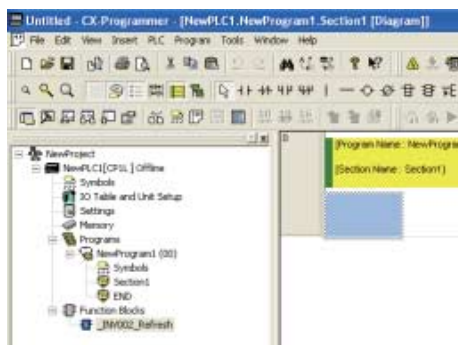 Untitled - CX-Programmer - [NewPLC1.NewProgram1.Section1 [Diagram]]
File Edit View Insert PLC Program Tools Window Help
0
[Program Name : NewProgra
[Section Name : Section1]
NewProject
NewPLC1[CP1L] Offline
Symbols
IO Table and Unit Setup
Settings
Memory
Programs
NewProgram1 (00)
Symbols
Section1
END
Function Blocks
_INV002_Refresh